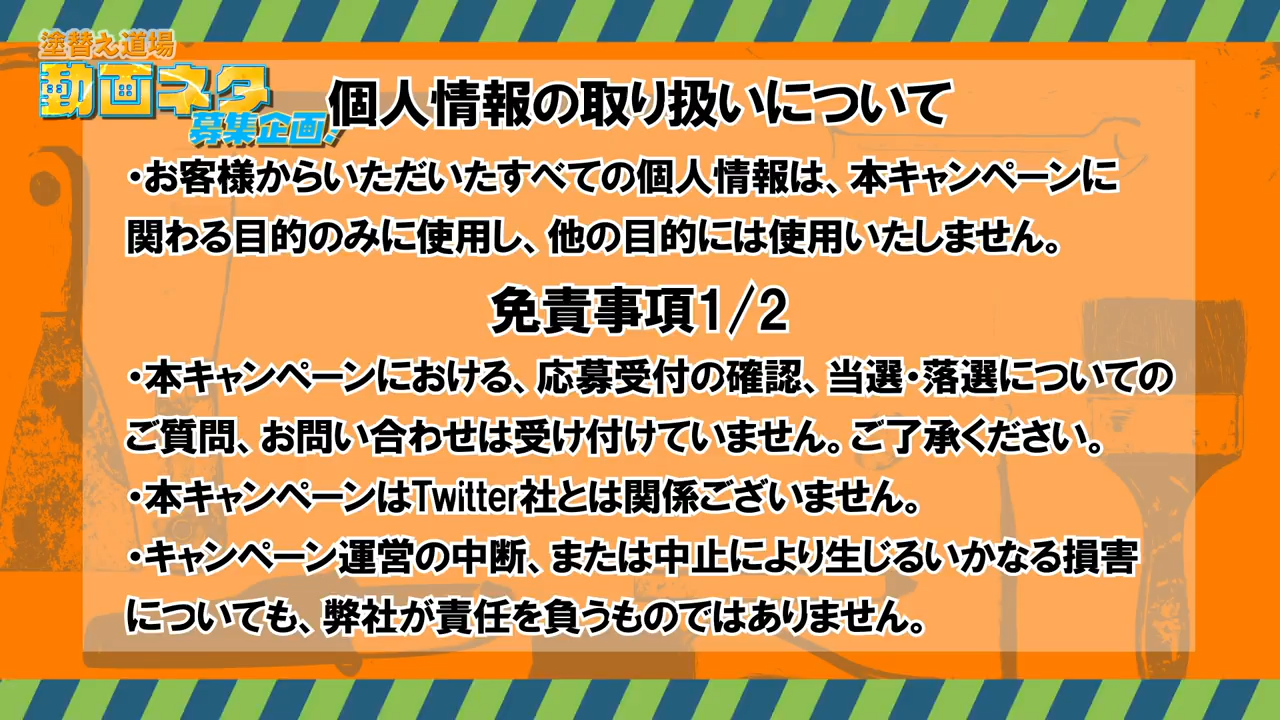 塗替え道場
動画ネタ
募集企画!
個人情報の取り扱いについて
・お客様からいただいたすべての個人情報は、本キャンペーンに
関わる目的のみに使用し、他の目的には使用いたしません。
免責事項1/2
・本キャンペーンにおける、応募受付の確認、当選・落選についての
ご質問、お問い合わせは受け付けていません。ご了承ください。
・本キャンペーンはTwitter社とは関係ございません。
・キャンペーン運営の中断、または中止により生じるいかなる損害
についても、弊社が責任を負うものではありません。